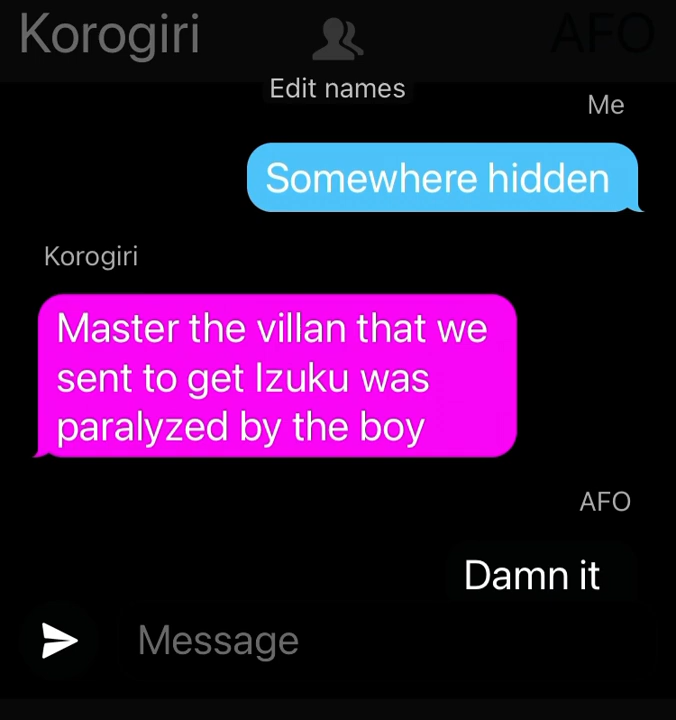 Korogiri AFO
Edit names
Me
Somewhere hidden
Korogiri
Master the villan that we
sent to get Izuku was
paralyzed by the boy
AFO
Damn it
Message